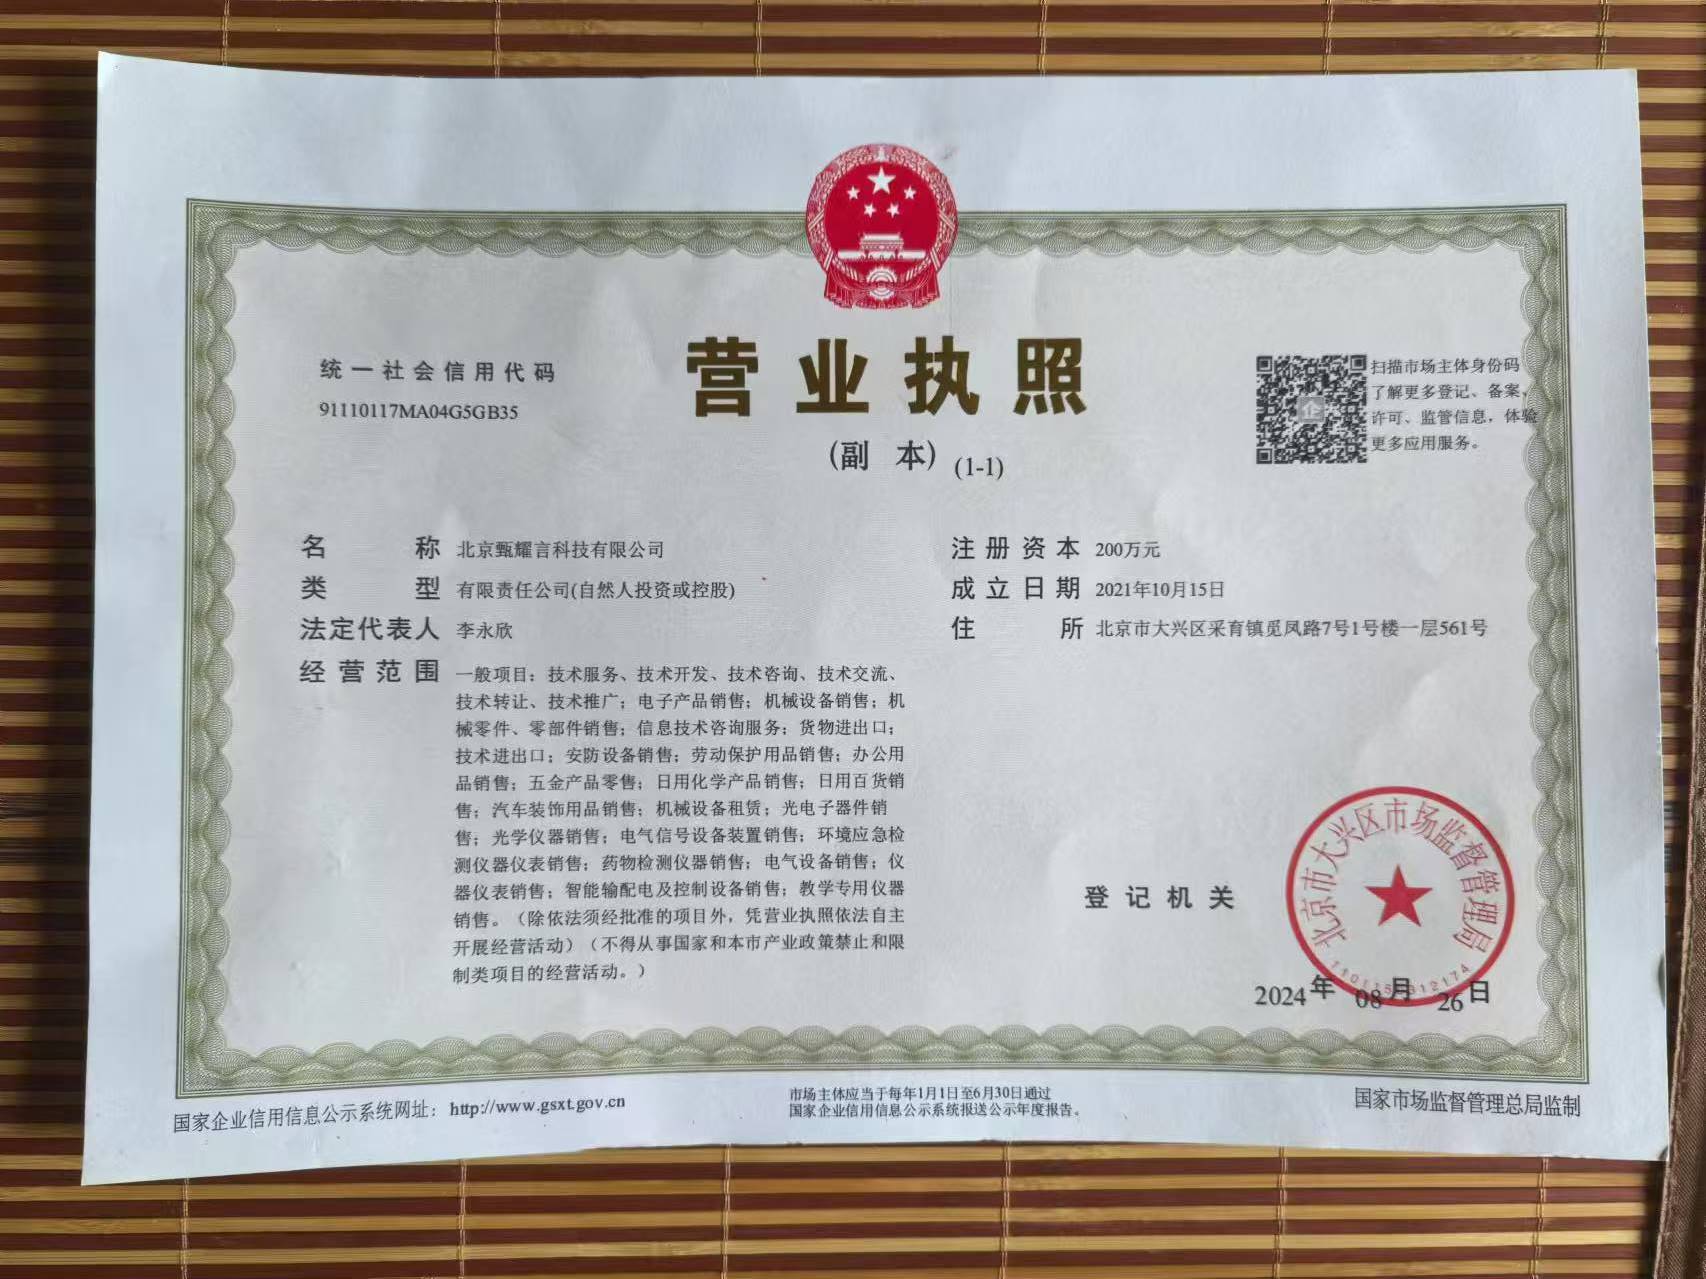 统一社会信用代码
91110117MA04G5GB35
营业执照
(副 本) (1-1)
扫描市场主体身份码
了解更多登记、备案、
许可、监管信息，体验
更多应用服务。
名 称 北京甄耀言科技有限公司
类 型 有限责任公司(自然人投资或控股)
法定代表人 李永欣
经营范围 一般项目：技术服务、技术开发、技术咨询、技术交流、
技术转让、技术推广；电子产品销售；机械设备销售；机
械零件、零部件销售；信息技术咨询服务；货物进出口；
技术进出口；安防设备销售；劳动保护用品销售；办公用
品销售；五金产品零售；日用化学产品销售；日用百货销
售；汽车装饰用品销售；机械设备租赁；光电子器件销
售；光学仪器销售；电气信号设备装置销售；环境应急检
测仪器仪表销售；药物检测仪器销售；电气设备销售；仪
器仪表销售；智能输配电及控制设备销售；教学专用仪器
销售。（除依法须经批准的项目外，凭营业执照依法自主
开展经营活动）（不得从事国家和本市产业政策禁止和限
制类项目的经营活动。）
注册资本 200万元
成立日期 2021年10月15日
住 所 北京市大兴区采育镇觅凤路7号1号楼一层561号
登记机关
北京市大兴区市场监督管理局
2024年 08月 26日
国家企业信用信息公示系统网址：http://www.gsxt.gov.cn
市场主体应当于每年1月1日至6月30日通过
国家企业信用信息公示系统报送公示年度报告。
国家市场监督管理总局监制